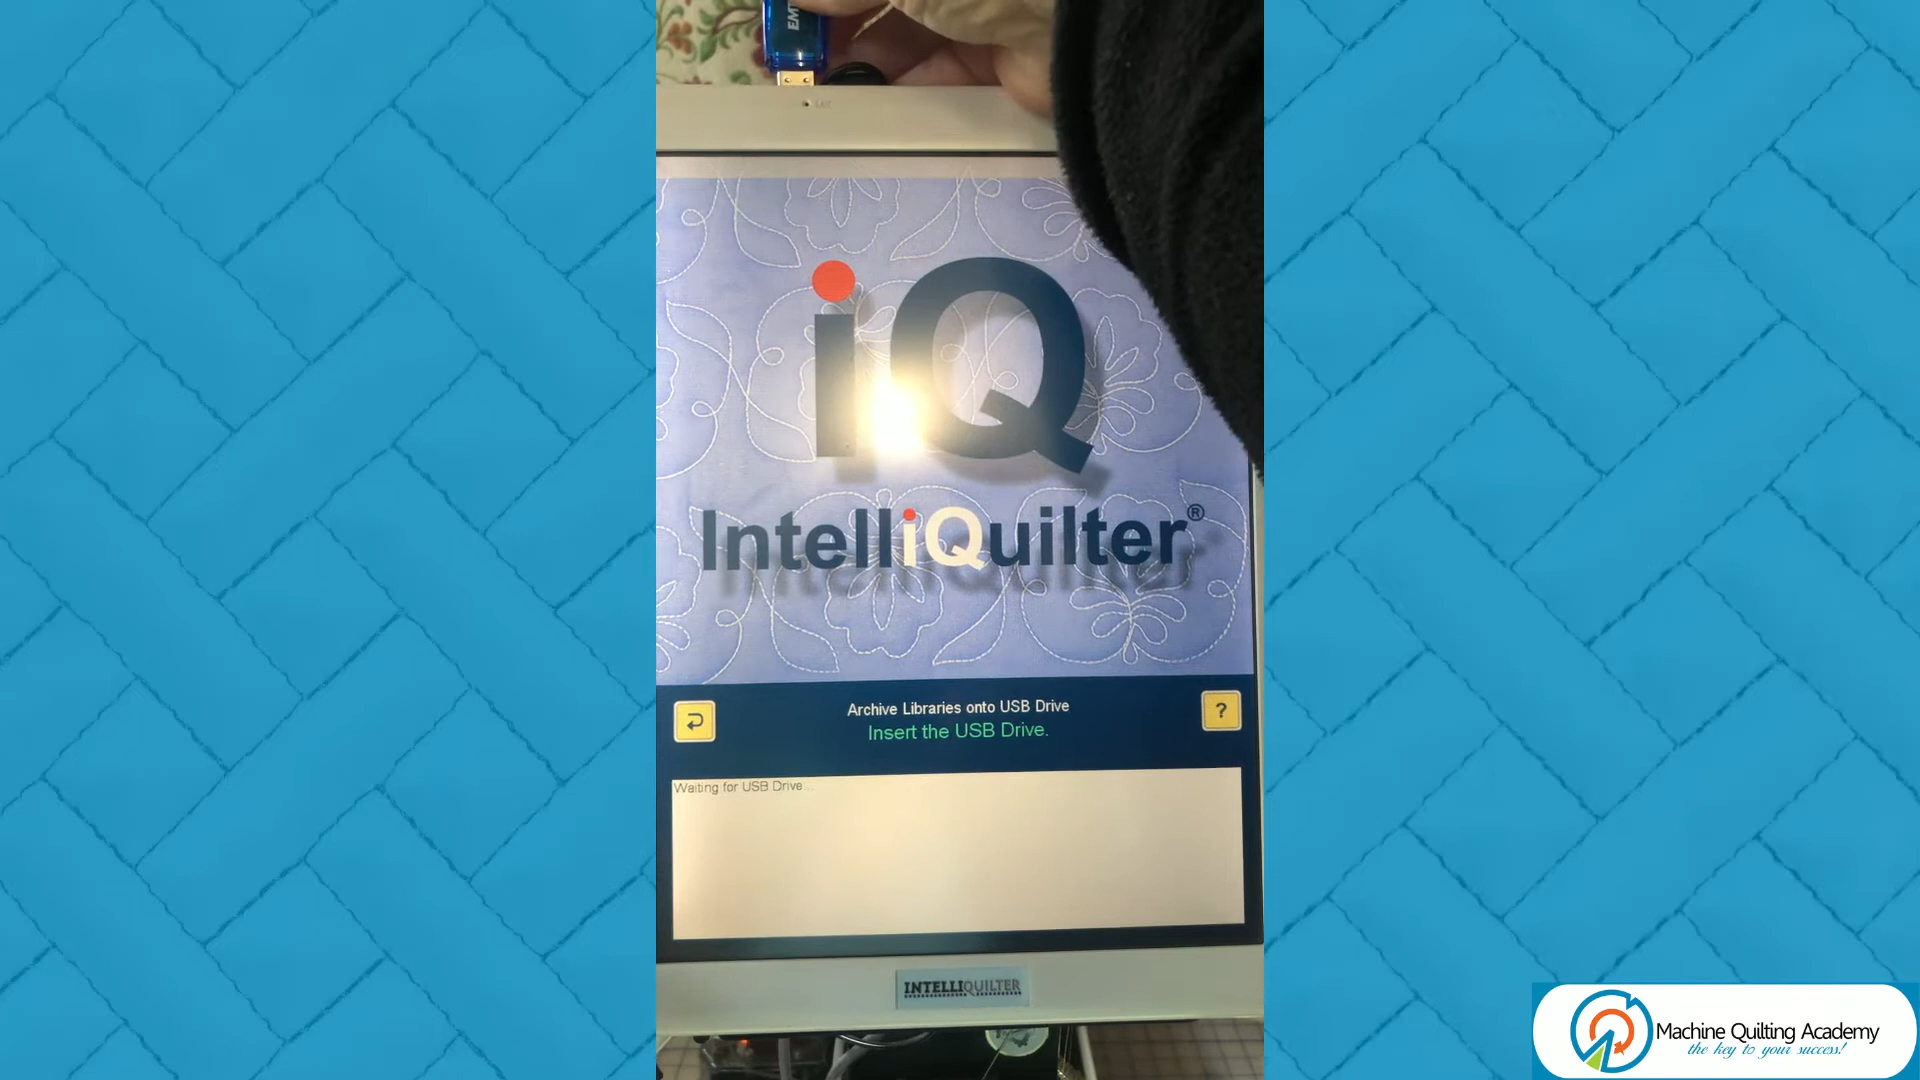 iQ
IntelliQuilter®
Archive Libraries onto USB Drive
?
Insert the USB Drive.
Waiting for USB Drive...
INTELLIQUILTER
Machine Quilting Academy
the key to your success!